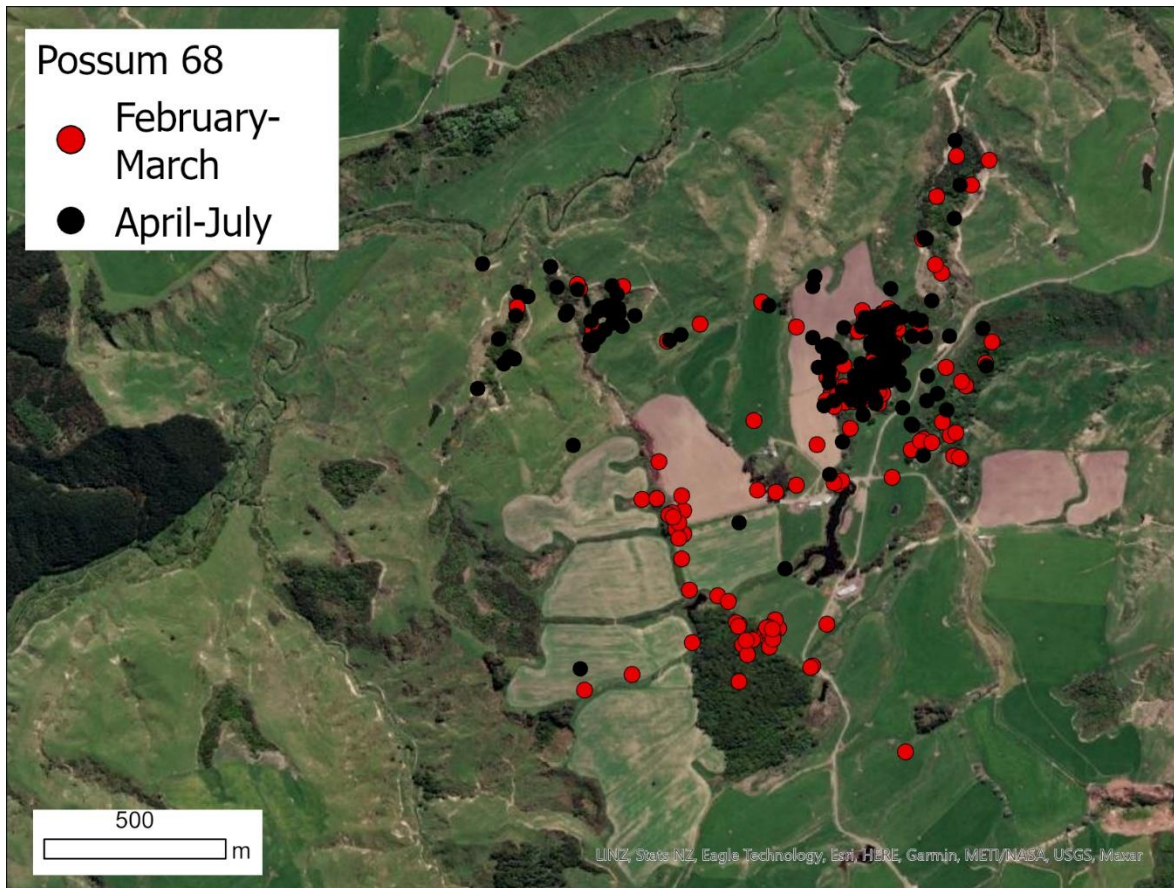 Possum 68
February-
March
April-July
500
m
LINZ, Stats NZ, Eagle Technology, Esri, HERE, Garmin, METI/NASA, USGS, Maxar